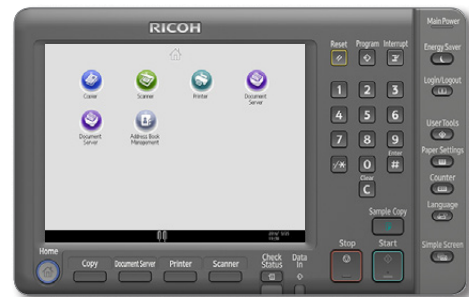 RICOH
Main Power
Reset Program Interrupt
Energy Saver
Copier
Scanner
Printer
Document
Server
Login/Logout
1 2 3
4 5 6
User Tools
Document
Server
Address Book
Management
7 8 9
Enter
Paper Settings
0 #
Clear
C
Counter
Sample Copy
Language
Home
Copy
Document Server
Printer
Scanner
Check
Status
Data
In
Stop
Start
Simple Screen